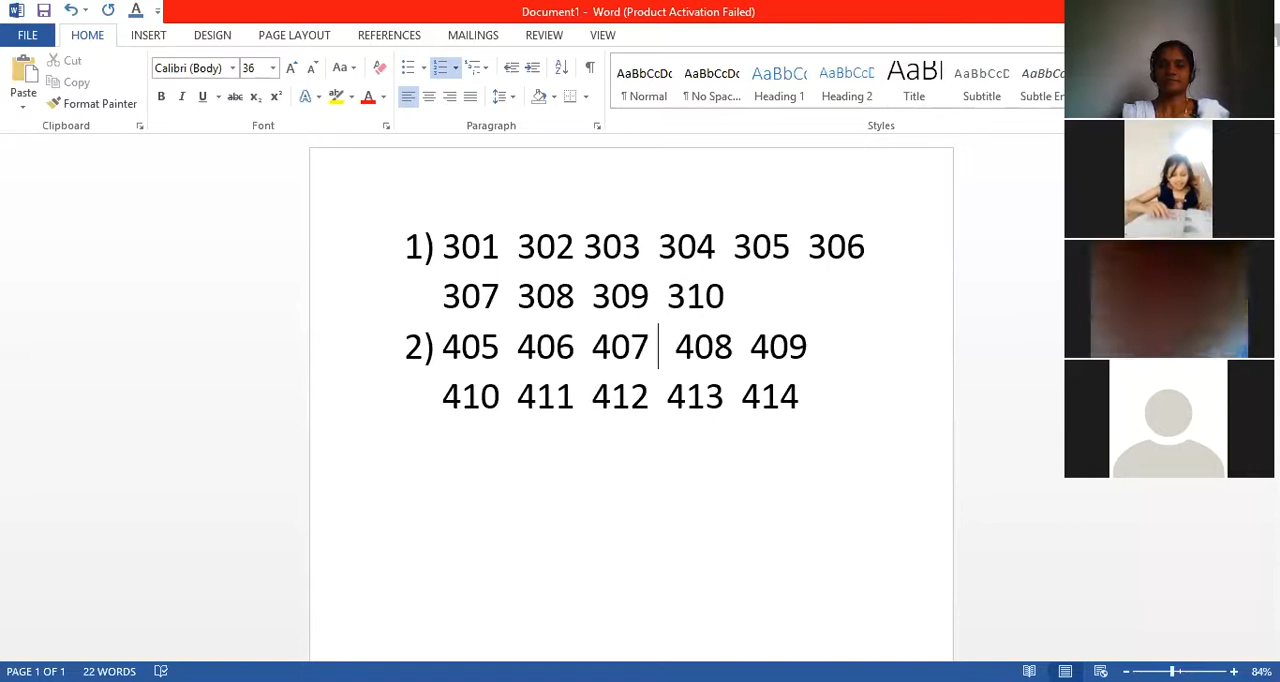 Document1 - Word (Product Activation Failed)
FILE HOME INSERT DESIGN PAGE LAYOUT REFERENCES MAILINGS REVIEW VIEW
Paste
Cut
Copy
Format Painter
Clipboard
Calibri (Body) 36
Font
Paragraph
AaBbCcDc AaBbCcDc AaBbCc AaBbCcD AaBl AaBbCcD AaBbCcD
¶ Normal ¶ No Spac... Heading 1 Heading 2 Title Subtitle Subtle Em
Styles
1) 301 302 303 304 305 306
307 308 309 310
2) 405 406 407 408 409
410 411 412 413 414
PAGE 1 OF 1 22 WORDS 84%